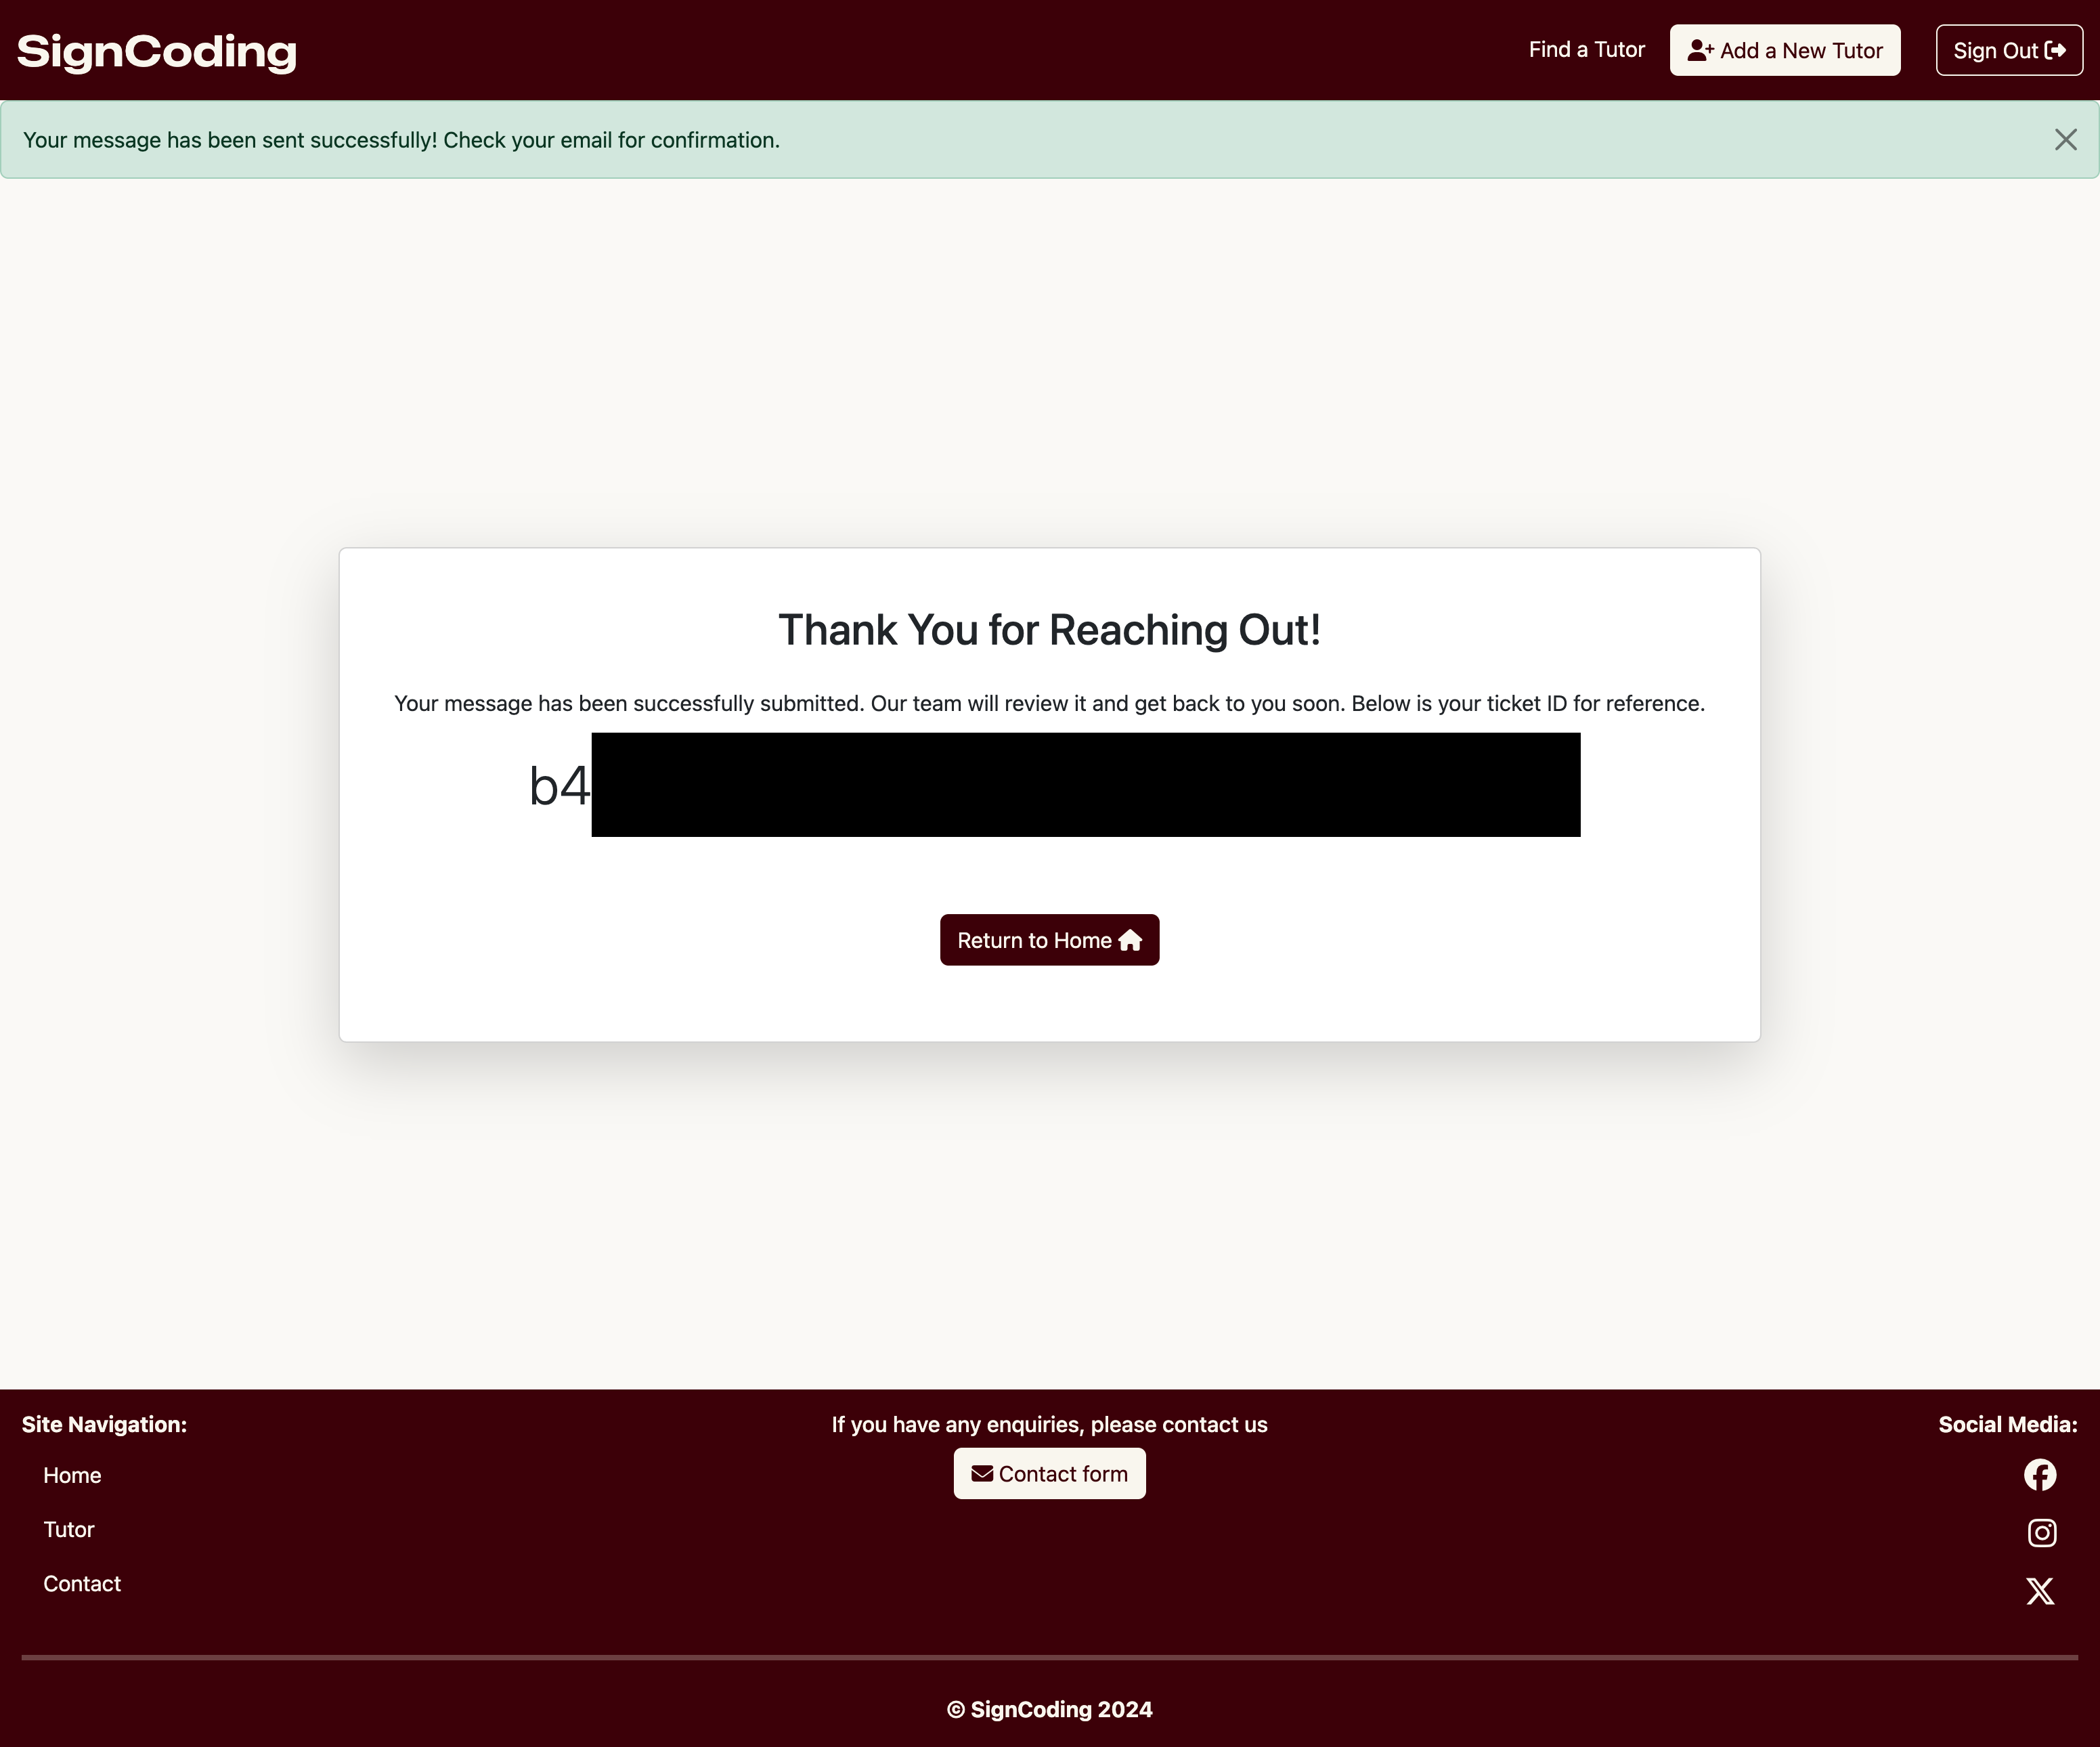 SignCoding
Find a Tutor
Add a New Tutor
Sign Out
Your message has been sent successfully! Check your email for confirmation.
Thank You for Reaching Out!
Your message has been successfully submitted. Our team will review it and get back to you soon. Below is your ticket ID for reference.
b4
Return to Home
Site Navigation:
Home
Tutor
Contact
If you have any enquiries, please contact us
Contact form
Social Media:
© SignCoding 2024